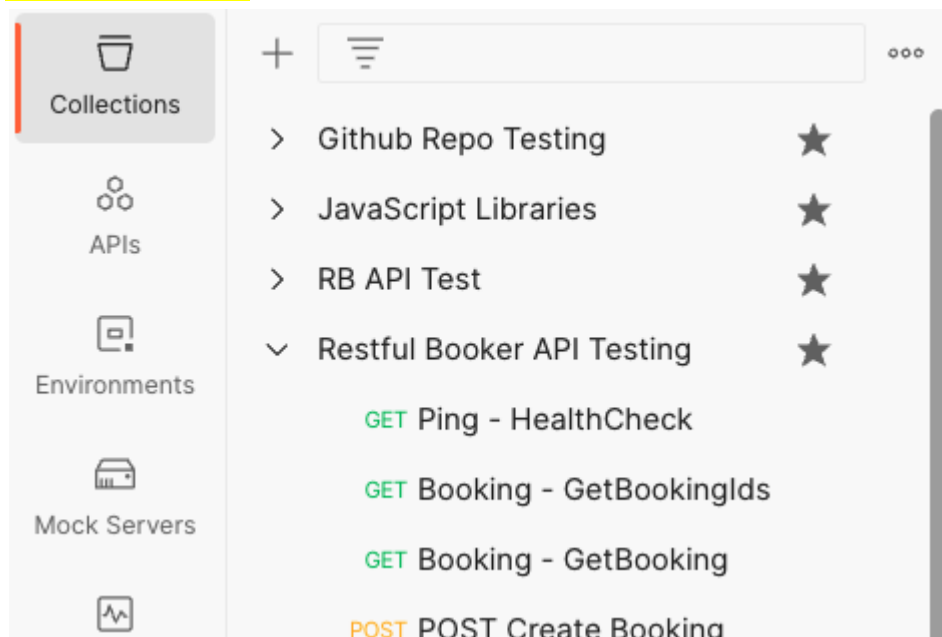 Collections
APIs
Environments
Mock Servers
Github Repo Testing
JavaScript Libraries
RB API Test
Restful Booker API Testing
GET Ping - HealthCheck
GET Booking - GetBookingIds
GET Booking - GetBooking
POST POST Create Booking